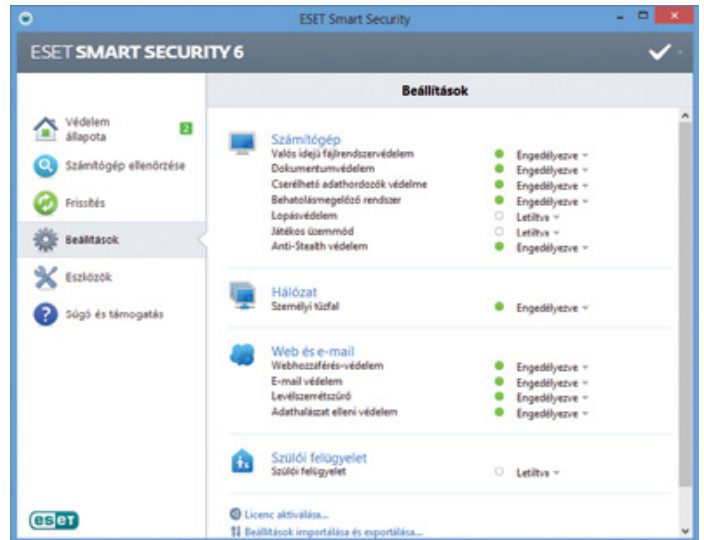 ESET Smart Security
ESET SMART SECURITY 6
Beállítások
Védelem
állapota
2
Számítógép ellenőrzése
Frissítés
Beállítások
Eszközök
Súgó és támogatás
Számítógép
Valós idejű fájlrendszervédelem Engedélyezve
Dokumentumvédelem Engedélyezve
Cserélhető adathordozók védelme Engedélyezve
Behatolásmegelőző rendszer Engedélyezve
Lopásvédelem Letiltva
Játékos üzemmód Letiltva
Anti-Stealth védelem Engedélyezve
Hálózat
Személyi tűzfal Engedélyezve
Web és e-mail
Webhozzáférés-védelem Engedélyezve
E-mail védelem Engedélyezve
Levélszemétszűrő Engedélyezve
Adathalászat elleni védelem Engedélyezve
Szülői felügyelet
Szülői felügyelet Letiltva
Licenc aktiválása...
Beállítások importálása és exportálása...
eset